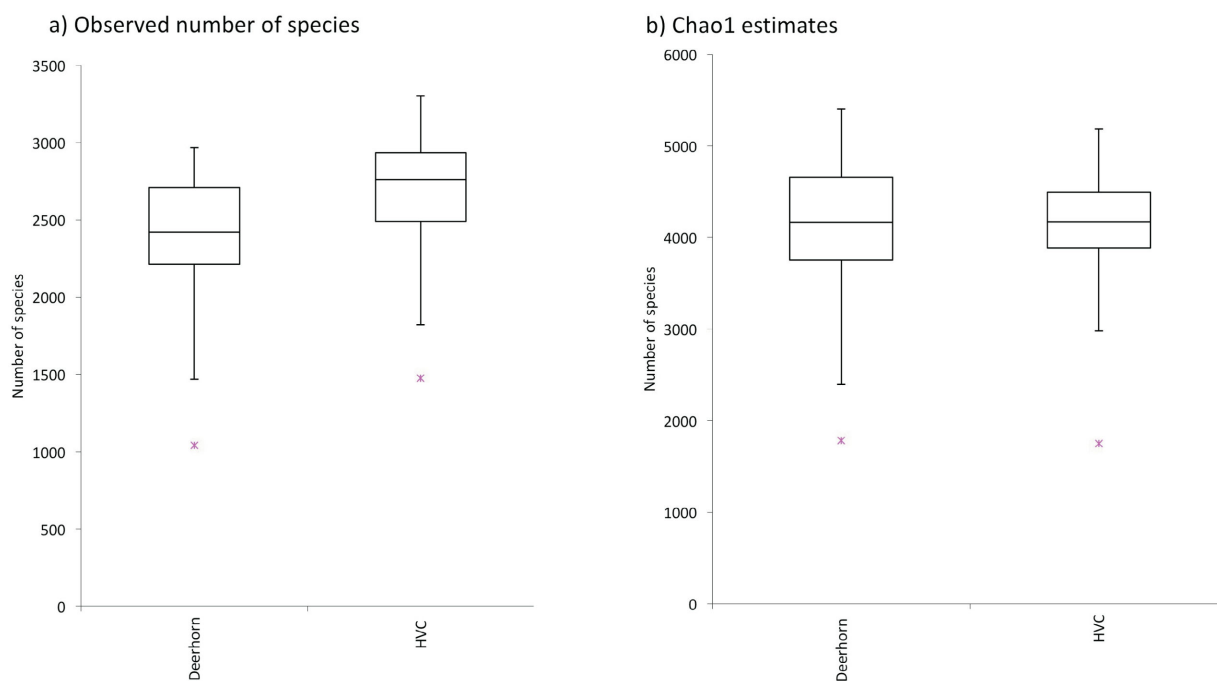 a) Observed number of species
3500
3000
2500
2000
1500
1000
500
0
Number of species
Deerhorn
HVC
b) Chao1 estimates
6000
5000
4000
3000
2000
1000
0
Number of species
Deerhorn
HVC